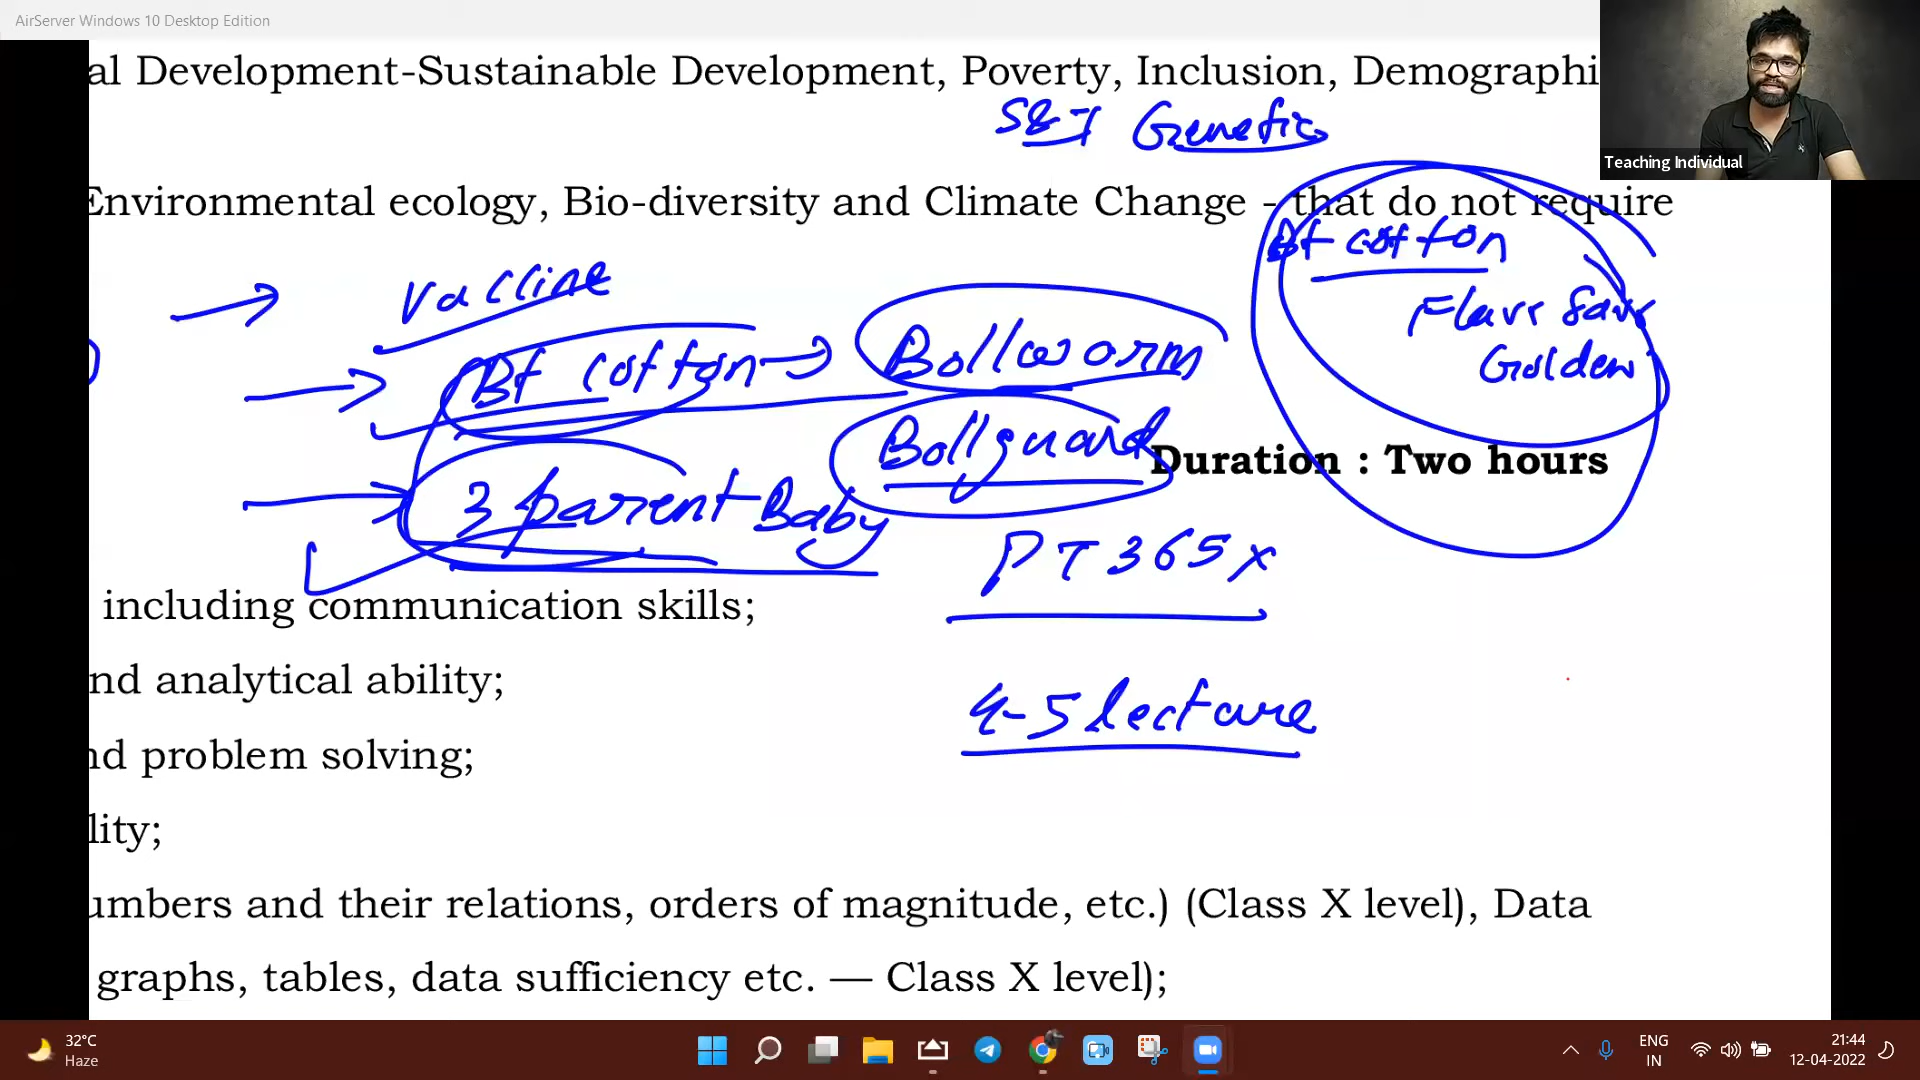 AirServer Windows 10 Desktop Edition
al Development-Sustainable Development, Poverty, Inclusion, Demographi
S&T Genetics
Teaching Individual
Environmental ecology, Bio-diversity and Climate Change - that do not require
Bt cotton
Vaccine
Flavr Savr
Bt cotton → Bollworm
Golden
Bollguard
Duration : Two hours
3 parent Baby
PT 365 x
including communication skills;
nd analytical ability;
4-5 lecture
nd problem solving;
lity;
umbers and their relations, orders of magnitude, etc.) (Class X level), Data
graphs, tables, data sufficiency etc. — Class X level);
32°C
Haze
ENG
IN
21:44
12-04-2022